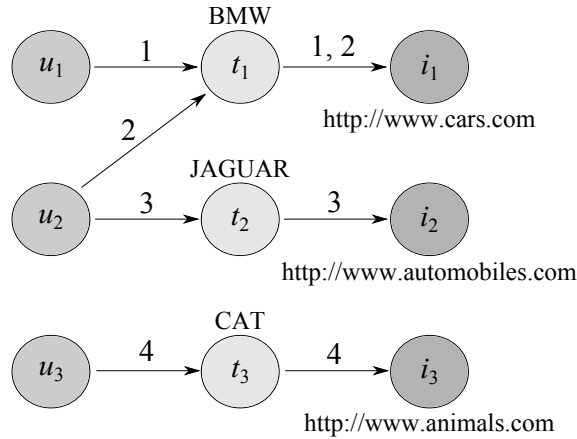 BMW
u1 1 t1 1, 2 i1
http://www.cars.com
2
JAGUAR
u2 3 t2 3 i2
http://www.automobiles.com
CAT
u3 4 t3 4 i3
http://www.animals.com